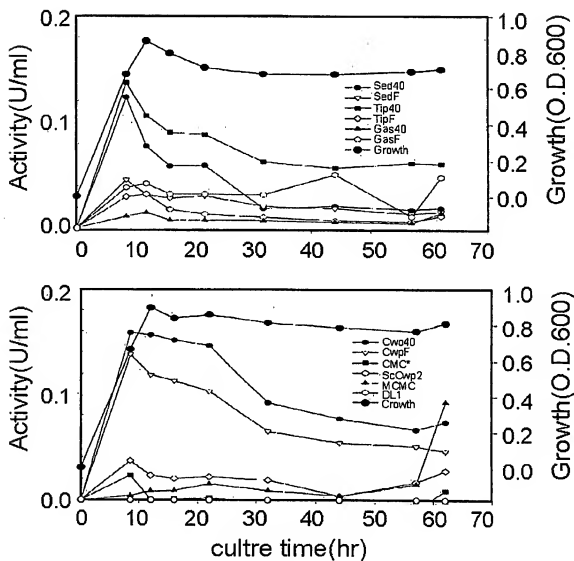 0.2
0.1
0.0
Activity(U/ml)
1.0
0.8
0.6
0.4
0.2
0.0
Growth(O.D.600)
Sed40
SedF
Tip40
TipF
Gas40
GasF
Growth
0 10 20 30 40 50 60 70
0.2
0.1
0.0
Activity(U/ml)
1.0
0.8
0.6
0.4
0.2
0.0
Growth(O.D.600)
Cwo40
CwpF
CMC*
ScCwp2
MCMC
DL1
Crowth
0 10 20 30 40 50 60 70
cultre time(hr)